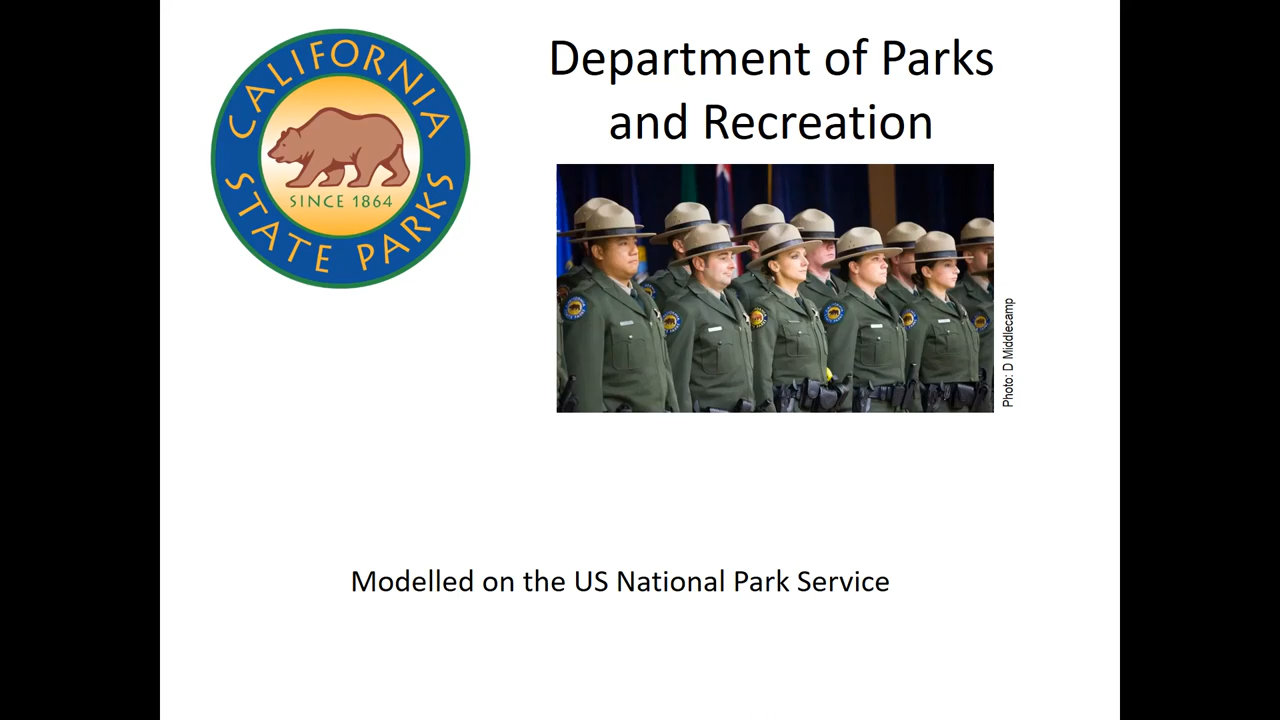 CALIFORNIA
STATE PARKS
SINCE 1864
Department of Parks
and Recreation
Photo: D Middlecamp
Modelled on the US National Park Service